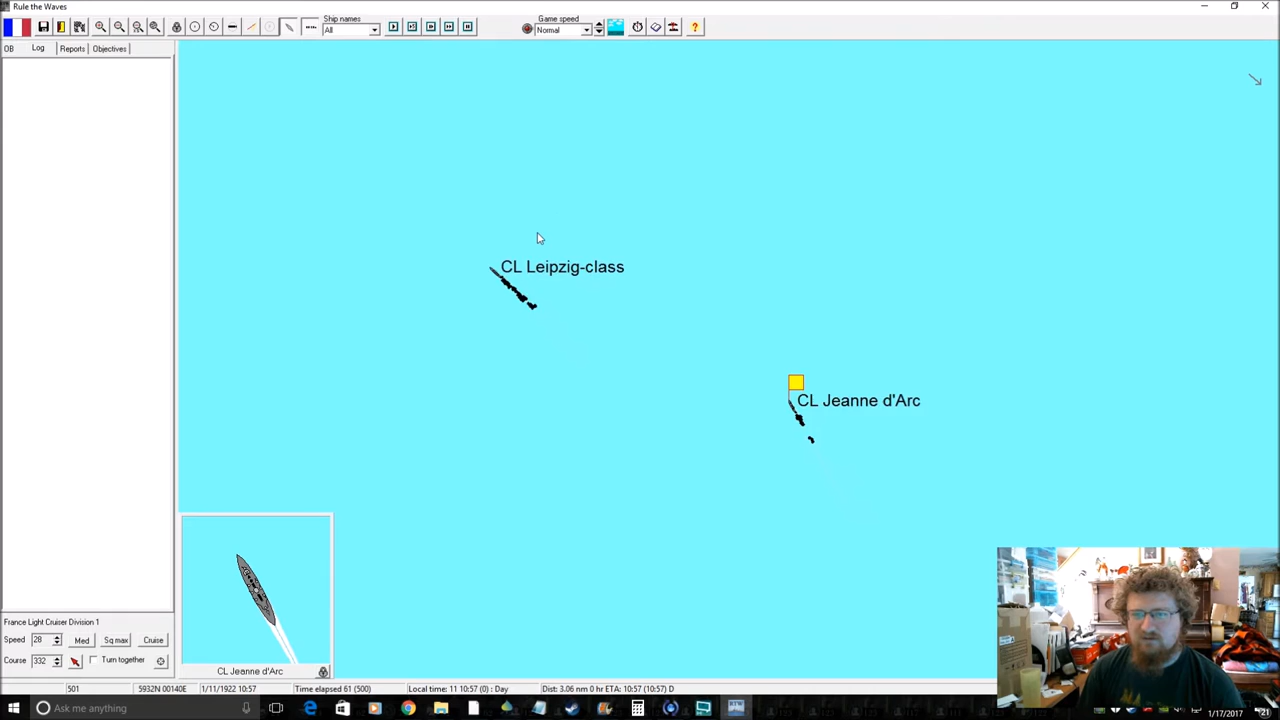 Rule the Waves
Ship names
All
Game speed
Normal
OB Log Reports Objectives
CL Leipzig-class
CL Jeanne d'Arc
France Light Cruiser Division 1
Speed 28 Med Sq max Cruise
Course 332 Turn together
CL Jeanne d'Arc
501 5932N 00140E 1/11/1922 10:57 Time elapsed 61 (500) Local time: 11 10:57 (0) : Day Dist: 3.06 nm 0 hr ETA: 10:57 (10:57) D
Ask me anything
1/17/2017